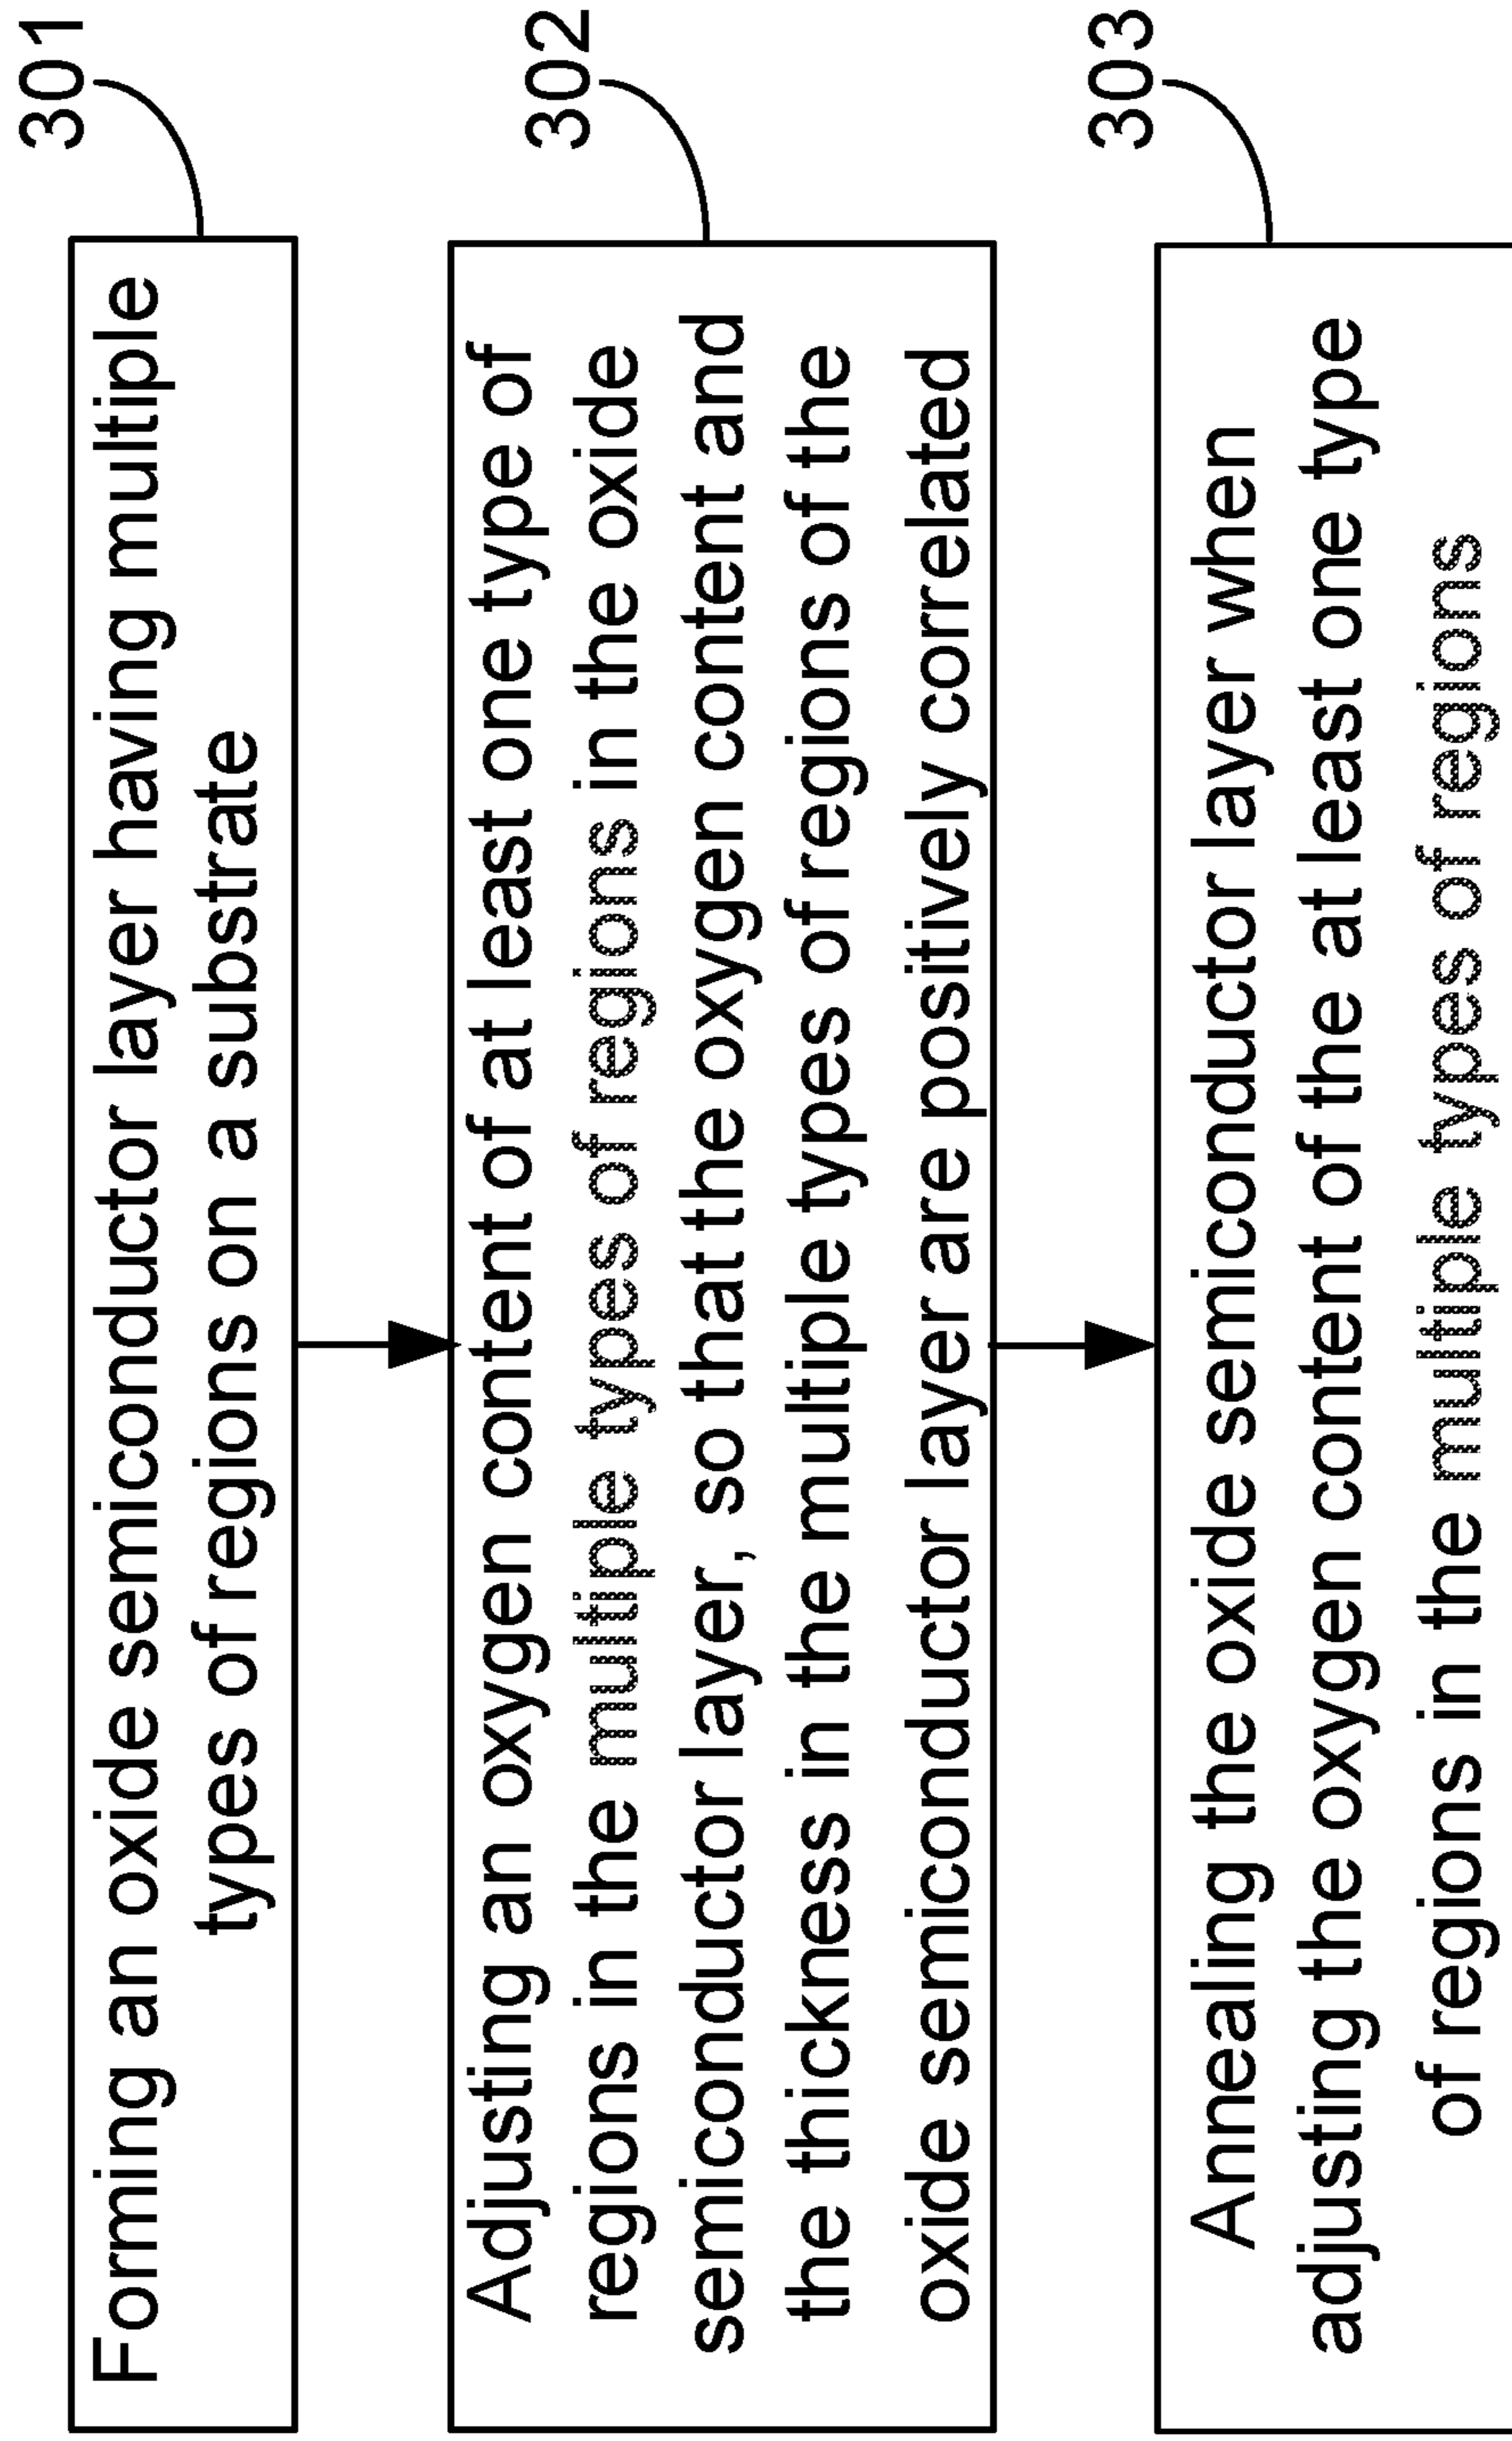 301
Forming an oxide semiconductor layer having multiple
types of regions on a substrate
302
Adjusting an oxygen content of at least one type of
regions in the multiple types of regions in the oxide
semiconductor layer, so that the oxygen content and
the thickness in the multiple types of regions of the
oxide semiconductor layer are positively correlated
303
Annealing the oxide semiconductor layer when
adjusting the oxygen content of the at least one type
of regions in the multiple types of regions